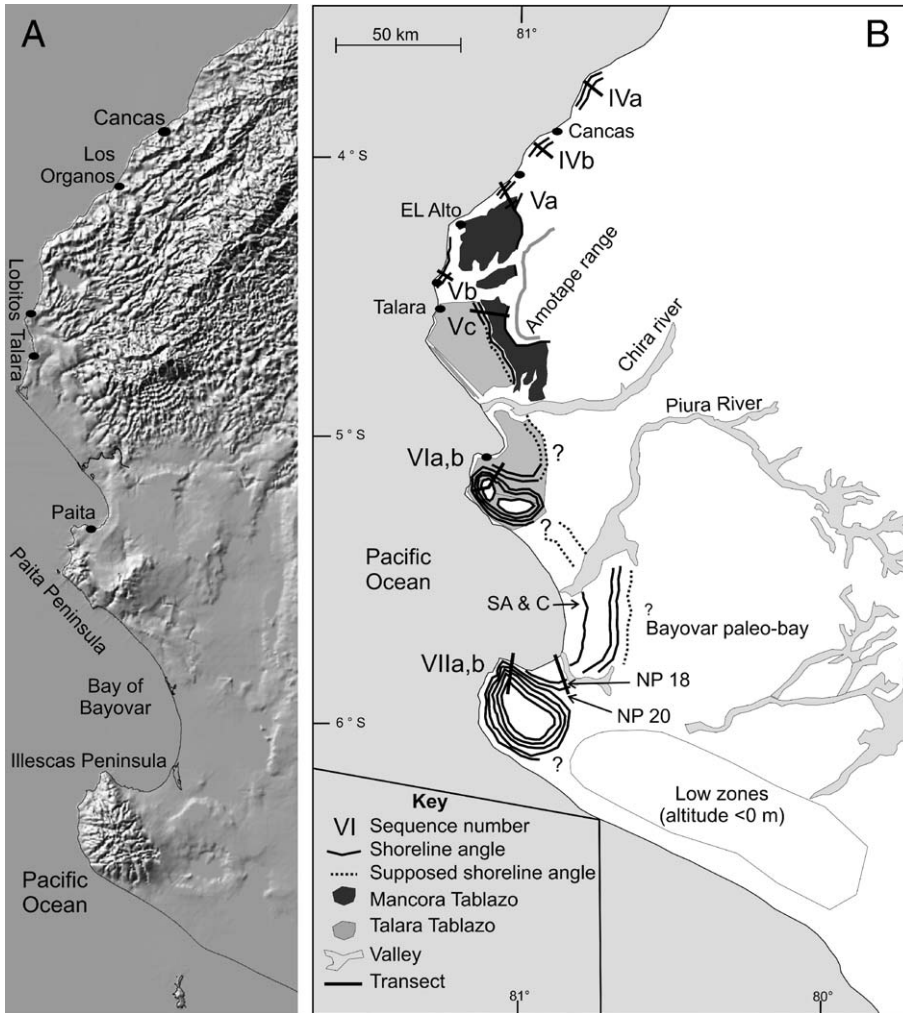 A
Cancas
Los
Organos
Lobitos
Talara
Paita
Paita Peninsula
Bay of
Bayovar
Illescas Peninsula
Pacific
Ocean
B
50 km
81°
IVa
Cancas
4° S
IVb
Va
EL Alto
Amotape range
Vb
Talara
Vc
Chira river
Piura River
5° S
VIa,b
?
?
Pacific
Ocean
SA & C
?
Bayovar paleo-bay
VIIa,b
NP 18
NP 20
6° S
?
Low zones
(altitude <0 m)
Key
VI Sequence number
Shoreline angle
Supposed shoreline angle
Mancora Tablazo
Talara Tablazo
Valley
Transect
81°
80°